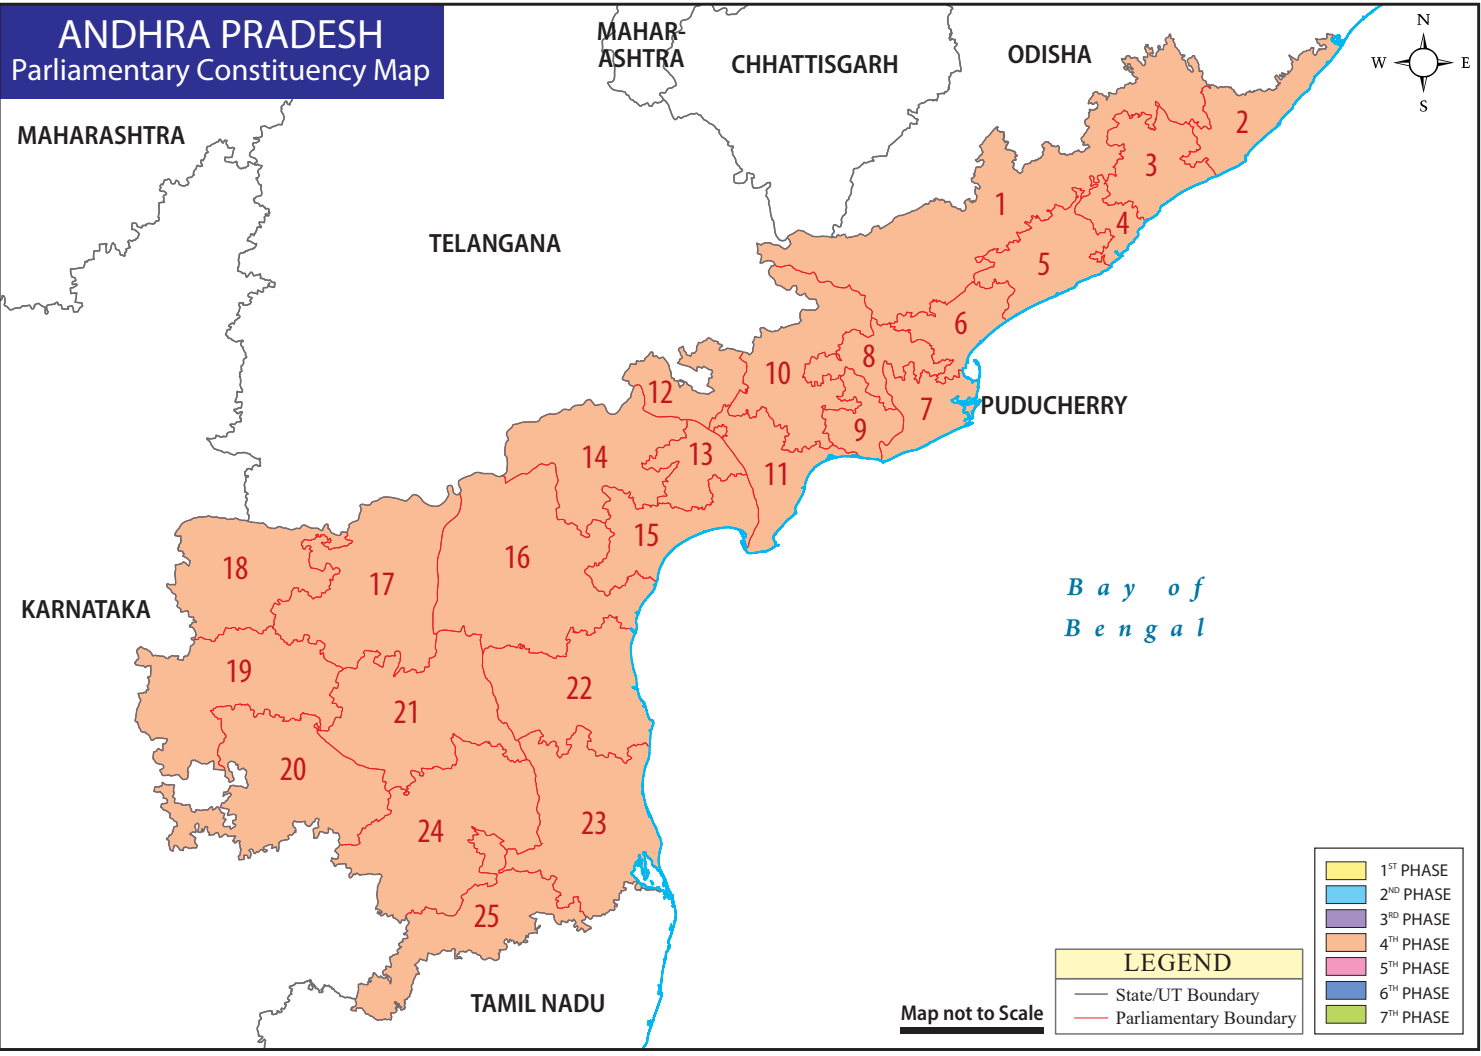 ANDHRA PRADESH
Parliamentary Constituency Map
MAHAR-
ASHTRA
CHHATTISGARH
ODISHA
N
W
E
S
MAHARASHTRA
TELANGANA
1
2
3
4
5
6
7
8
9
10
11
12
13
14
15
16
17
18
19
20
21
22
23
24
25
PUDUCHERRY
KARNATAKA
Bay of
Bengal
TAMIL NADU
Map not to Scale
LEGEND
State/UT Boundary
Parliamentary Boundary
1ST PHASE
2ND PHASE
3RD PHASE
4TH PHASE
5TH PHASE
6TH PHASE
7TH PHASE